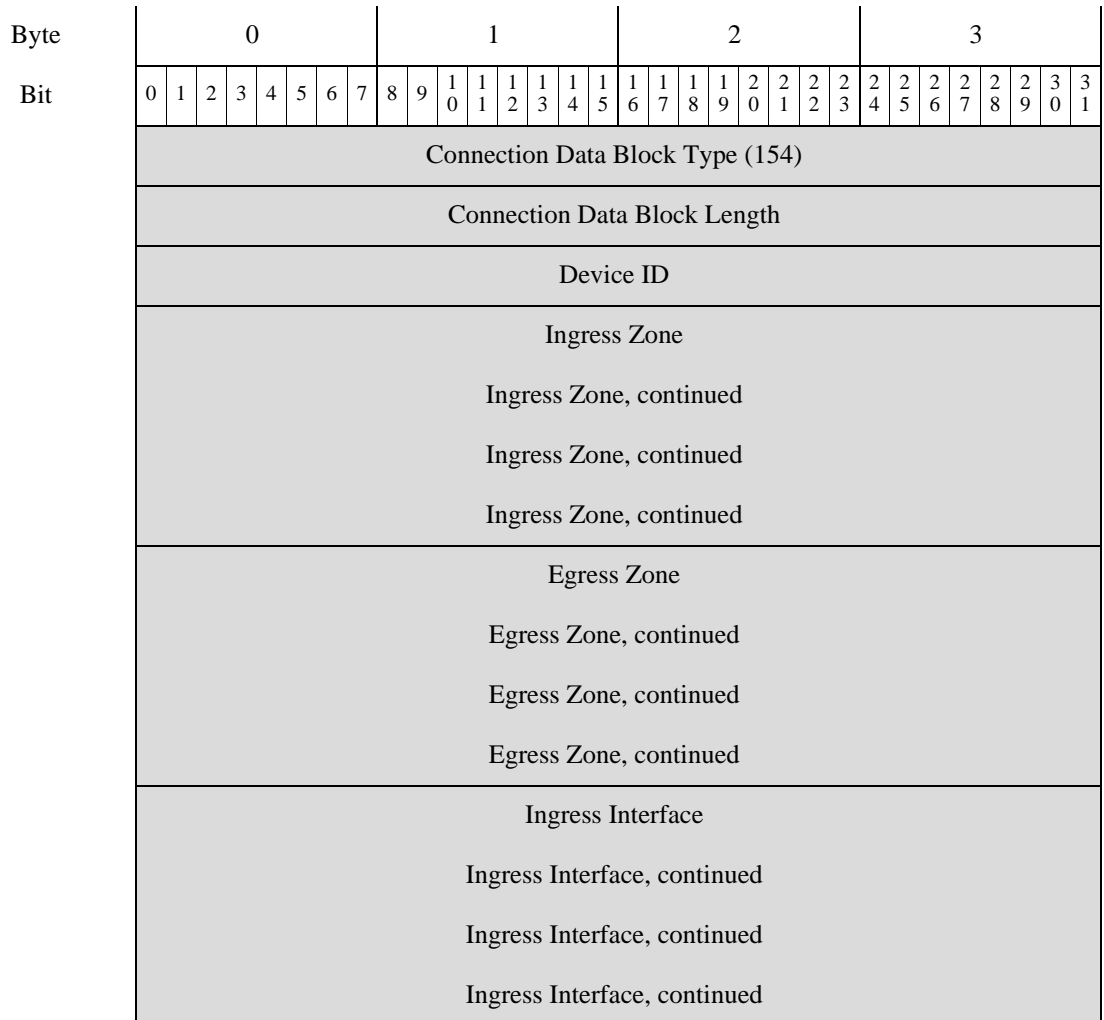 Byte 0 1 2 3
Bit 0 1 2 3 4 5 6 7 8 9 10 11 12 13 14 15 16 17 18 19 20 21 22 23 24 25 26 27 28 29 30 31
Connection Data Block Type (154)
Connection Data Block Length
Device ID
Ingress Zone
Ingress Zone, continued
Ingress Zone, continued
Ingress Zone, continued
Egress Zone
Egress Zone, continued
Egress Zone, continued
Egress Zone, continued
Ingress Interface
Ingress Interface, continued
Ingress Interface, continued
Ingress Interface, continued